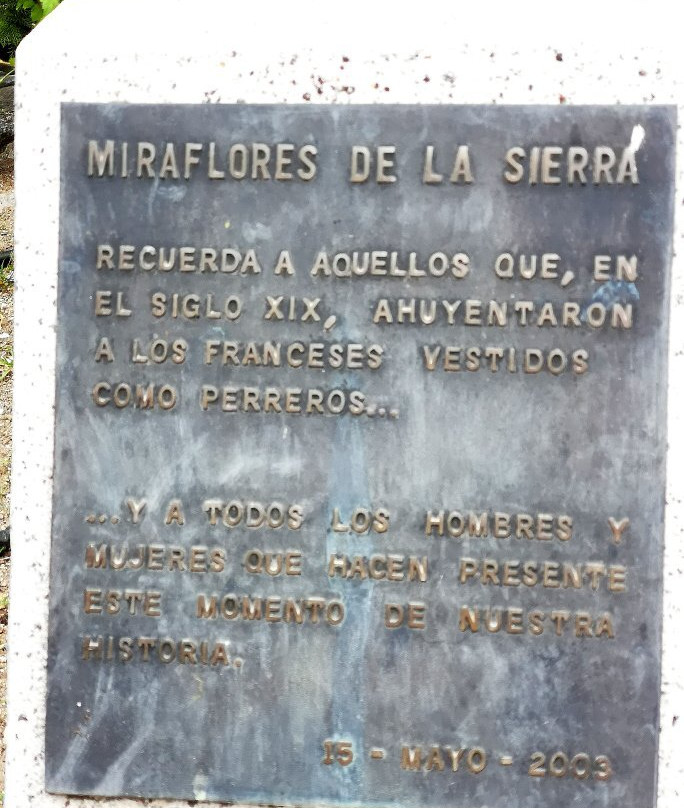 MIRAFLORES DE LA SIERRA
RECUERDA A AQUELLOS QUE, EN
EL SIGLO XIX, AHUYENTARON
A LOS FRANCESES VESTIDOS
COMO PERREROS...
...Y A TODOS LOS HOMBRES Y
MUJERES QUE HACEN PRESENTE
ESTE MOMENTO DE NUESTRA
HISTORIA.
15 - MAYO - 2003